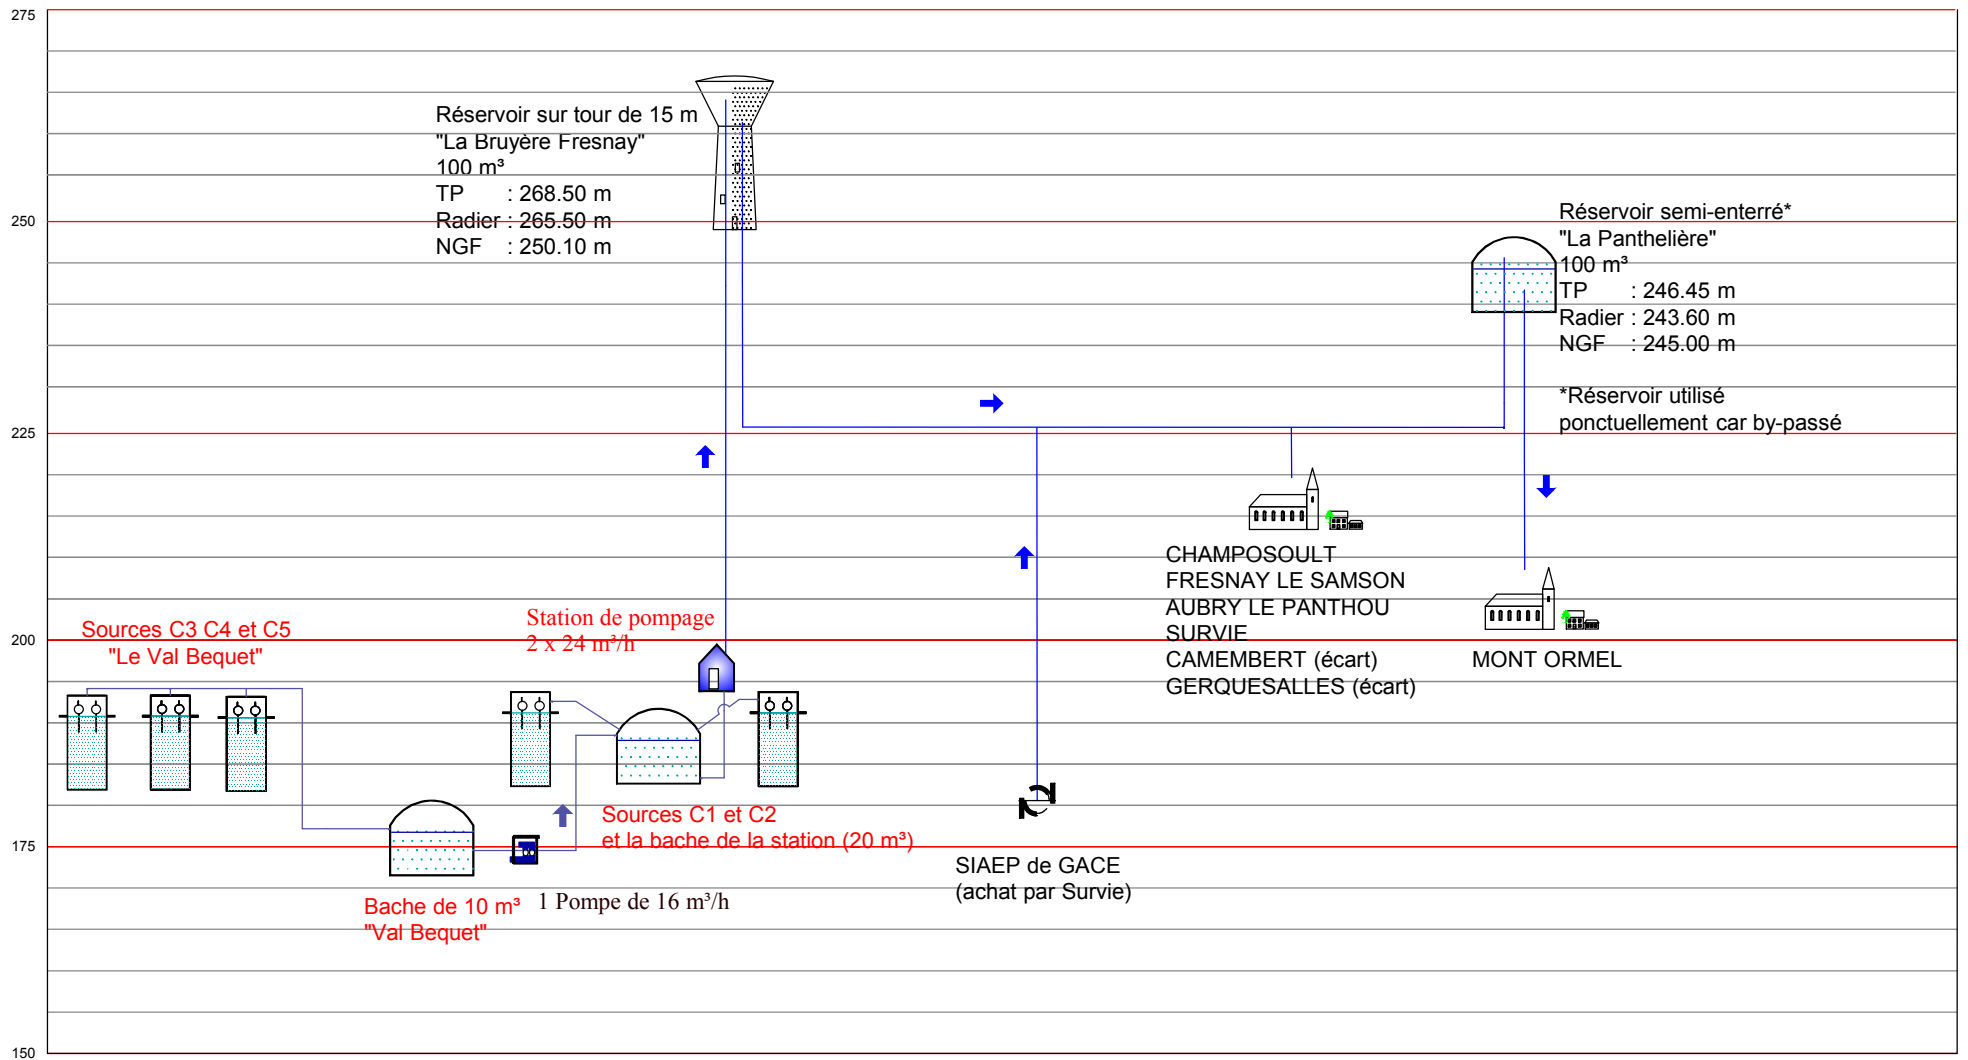 275
Réservoir sur tour de 15 m
"La Bruyère Fresnay"
100 m³
TP : 268.50 m
Radier : 265.50 m
NGF : 250.10 m
250
Réservoir semi-enterré*
"La Panthelière"
100 m³
TP : 246.45 m
Radier : 243.60 m
NGF : 245.00 m
*Réservoir utilisé
ponctuellement car by-passé
225
CHAMPOSOULT
FRESNAY LE SAMSON
AUBRY LE PANTHOU
SURVIE
CAMEMBERT (écart)
GERQUESALLES (écart)
MONT ORMEL
200
Sources C3 C4 et C5
"Le Val Bequet"
Station de pompage
2 x 24 m³/h
Sources C1 et C2
et la bache de la station (20 m³)
175
SIAEP de GACE
(achat par Survie)
Bache de 10 m³
"Val Bequet"
1 Pompe de 16 m³/h
150